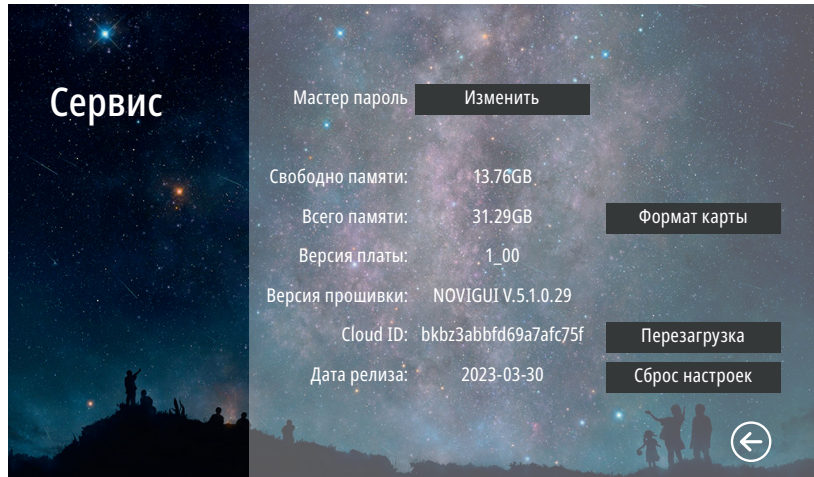 Сервис
Мастер пароль Изменить
Свободно памяти: 13.76GB
Всего памяти: 31.29GB Формат карты
Версия платы: 1_00
Версия прошивки: NOVIGUI V.5.1.0.29
Cloud ID: bkbz3abbfd69a7afc75f Перезагрузка
Дата релиза: 2023-03-30 Сброс настроек